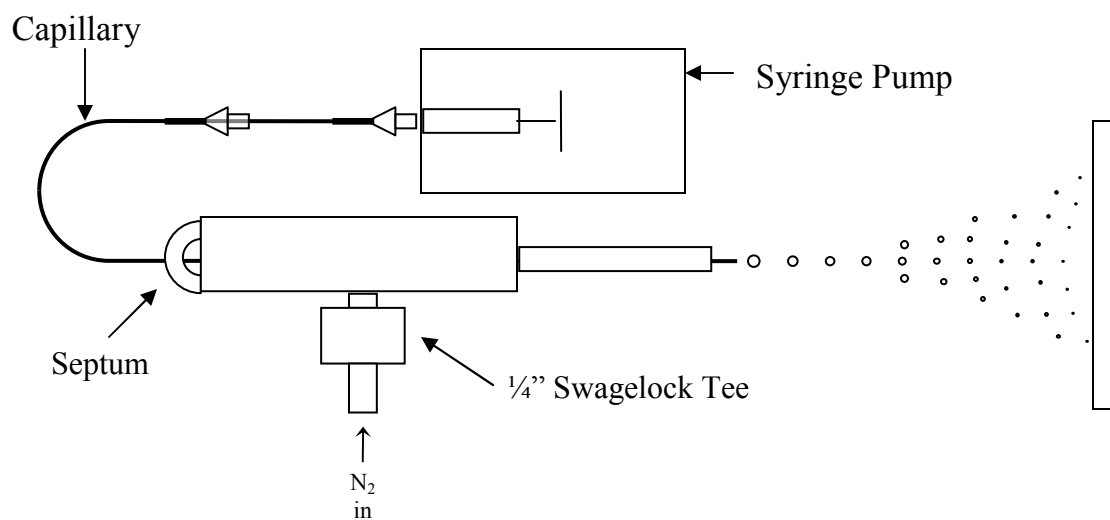 Capillary
Syringe Pump
Septum
¼” Swagelock Tee
N₂
in